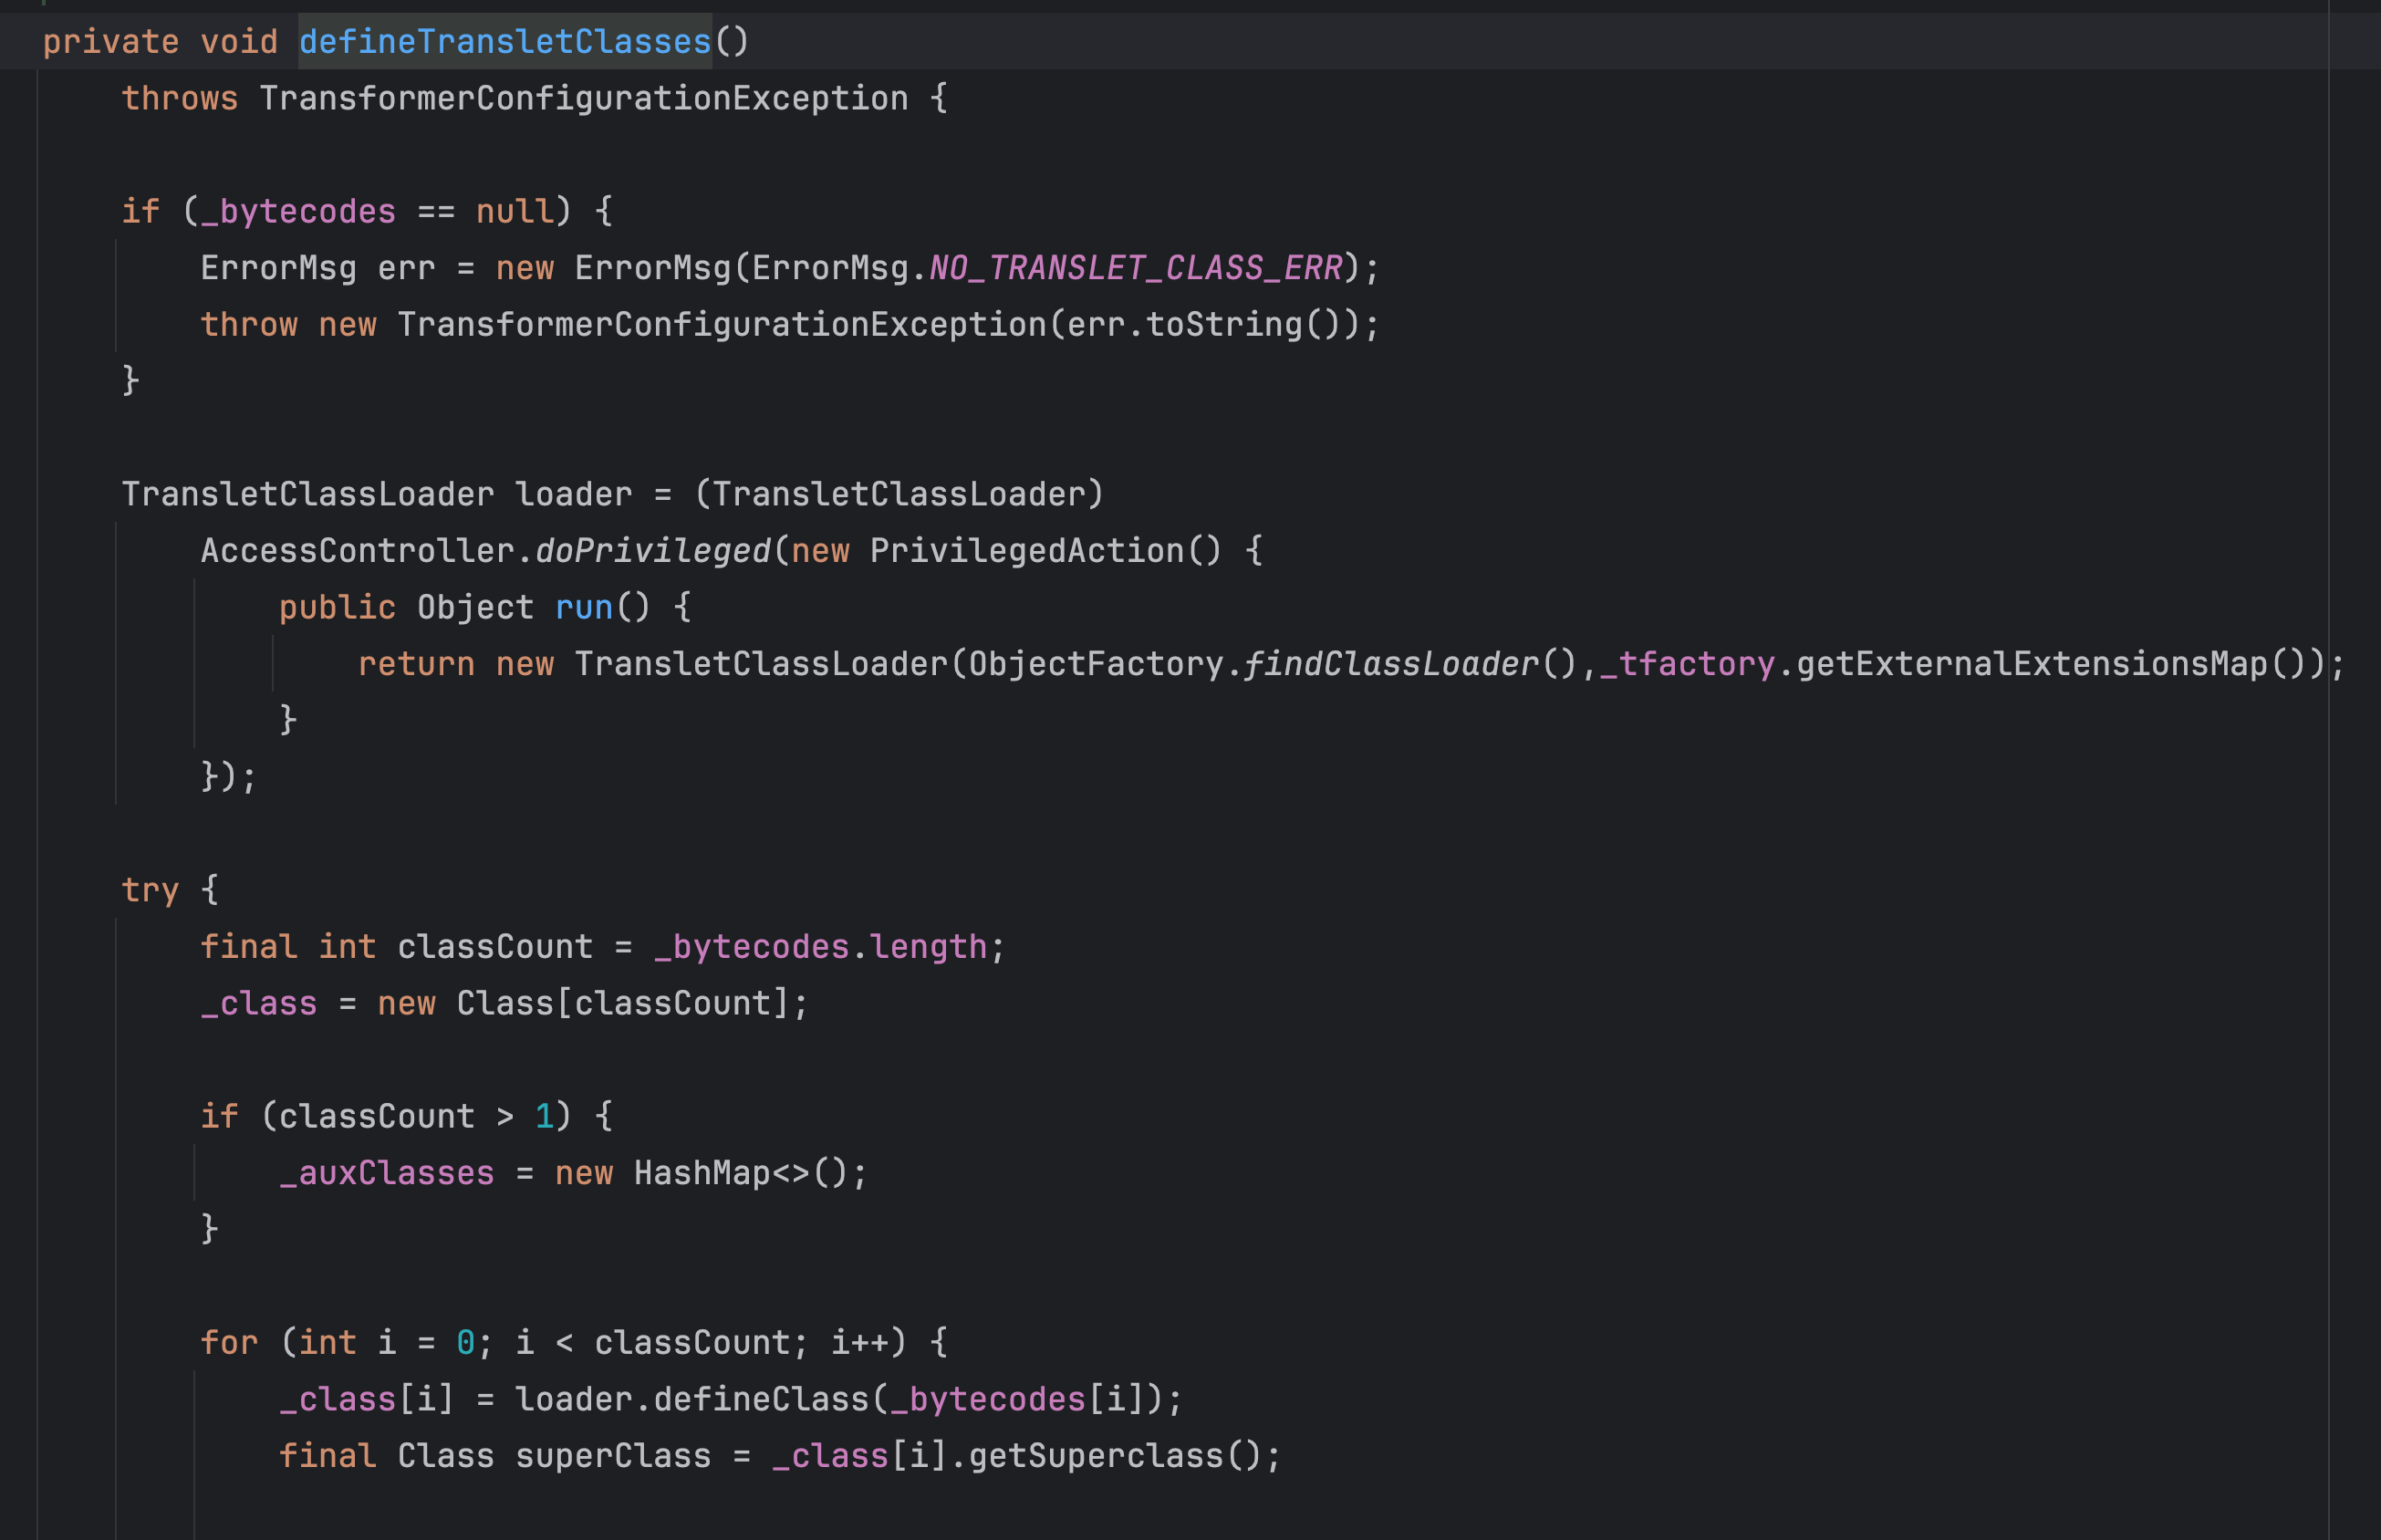 private void defineTransletClasses()
    throws TransformerConfigurationException {

    if (_bytecodes == null) {
        ErrorMsg err = new ErrorMsg(ErrorMsg.NO_TRANSLET_CLASS_ERR);
        throw new TransformerConfigurationException(err.toString());
    }

    TransletClassLoader loader = (TransletClassLoader)
        AccessController.doPrivileged(new PrivilegedAction() {
            public Object run() {
                return new TransletClassLoader(ObjectFactory.findClassLoader(),_tfactory.getExternalExtensionsMap());
            }
        });

    try {
        final int classCount = _bytecodes.length;
        _class = new Class[classCount];

        if (classCount > 1) {
            _auxClasses = new HashMap<>();
        }

        for (int i = 0; i < classCount; i++) {
            _class[i] = loader.defineClass(_bytecodes[i]);
            final Class superClass = _class[i].getSuperclass();